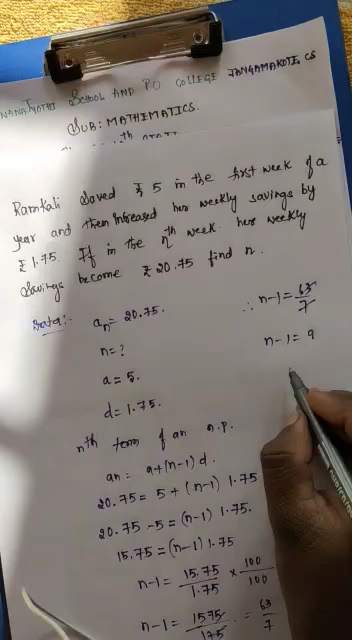 SCHOOL AND PU COLLEGE JANGAMAKOTE, CS
SUB: MATHEMATICS.
Ramkali saved ₹ 5 in the first week of a
year and then increased her weekly savings by
₹ 1.75. If in the nth week. her weekly
savings become ₹ 20.75 find n.
Data:-
an = 20.75.
n = ?
a = 5.
d = 1.75.
nth term of an A.P.
an = a+(n-1) d.
20.75 = 5 + (n-1) 1.75
20.75 - 5 = (n-1) 1.75.
15.75 = (n-1) 1.75
n-1 = 15.75/1.75 × 100/100
n-1 = 1575/175 = 63/7
∴ n-1 = 63/7
n-1 = 9